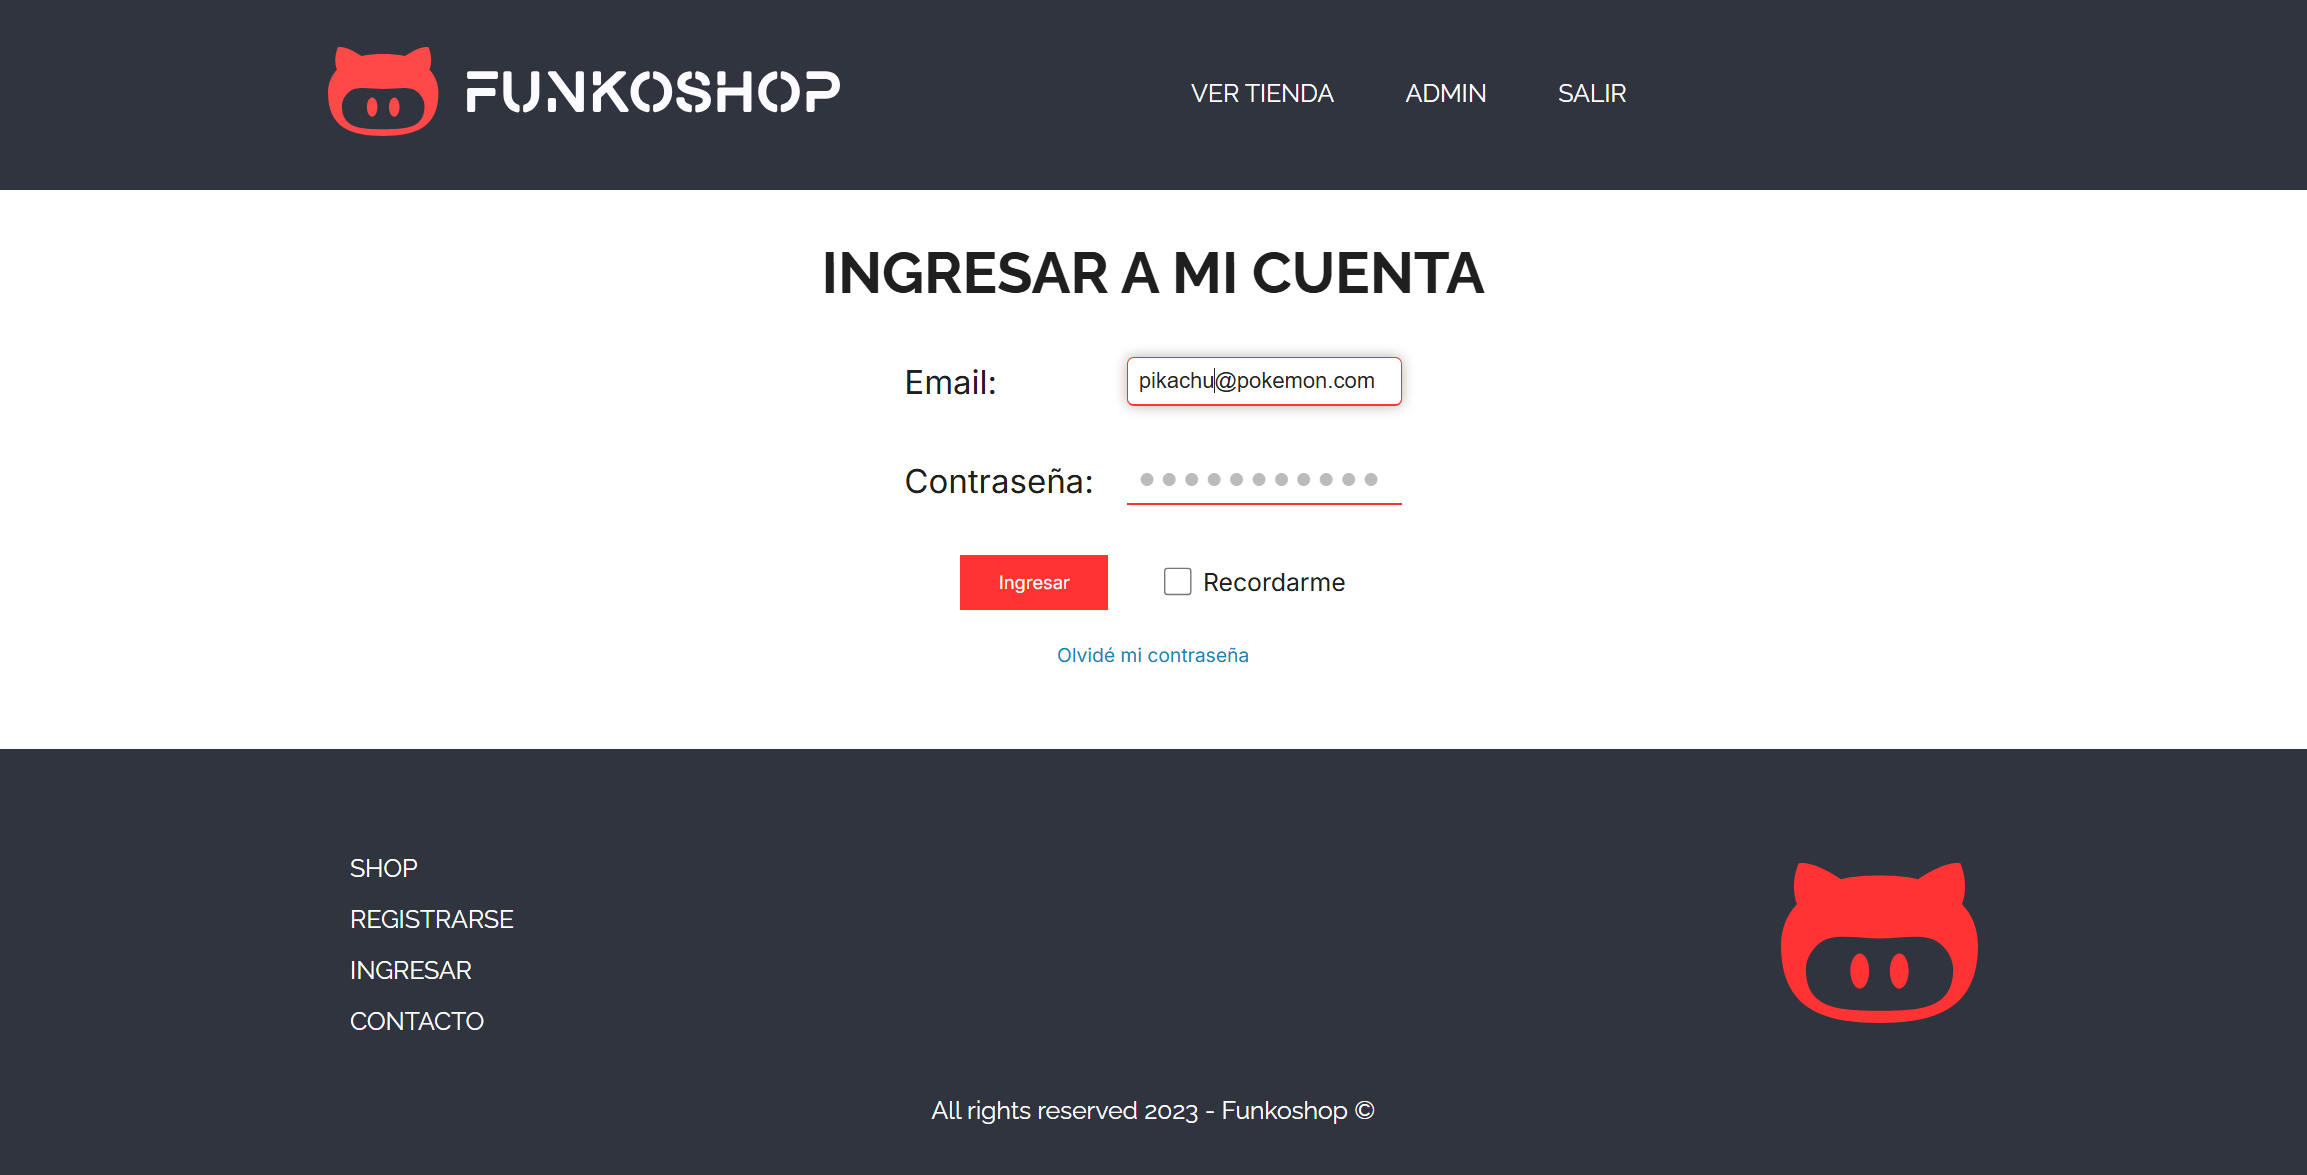 FUNKOSHOP
VER TIENDA ADMIN SALIR
INGRESAR A MI CUENTA
Email: pikachu@pokemon.com
Contraseña: ●●●●●●●●●●●
Ingresar Recordarme
Olvidé mi contraseña
SHOP
REGISTRARSE
INGRESAR
CONTACTO
All rights reserved 2023 - Funkoshop ©